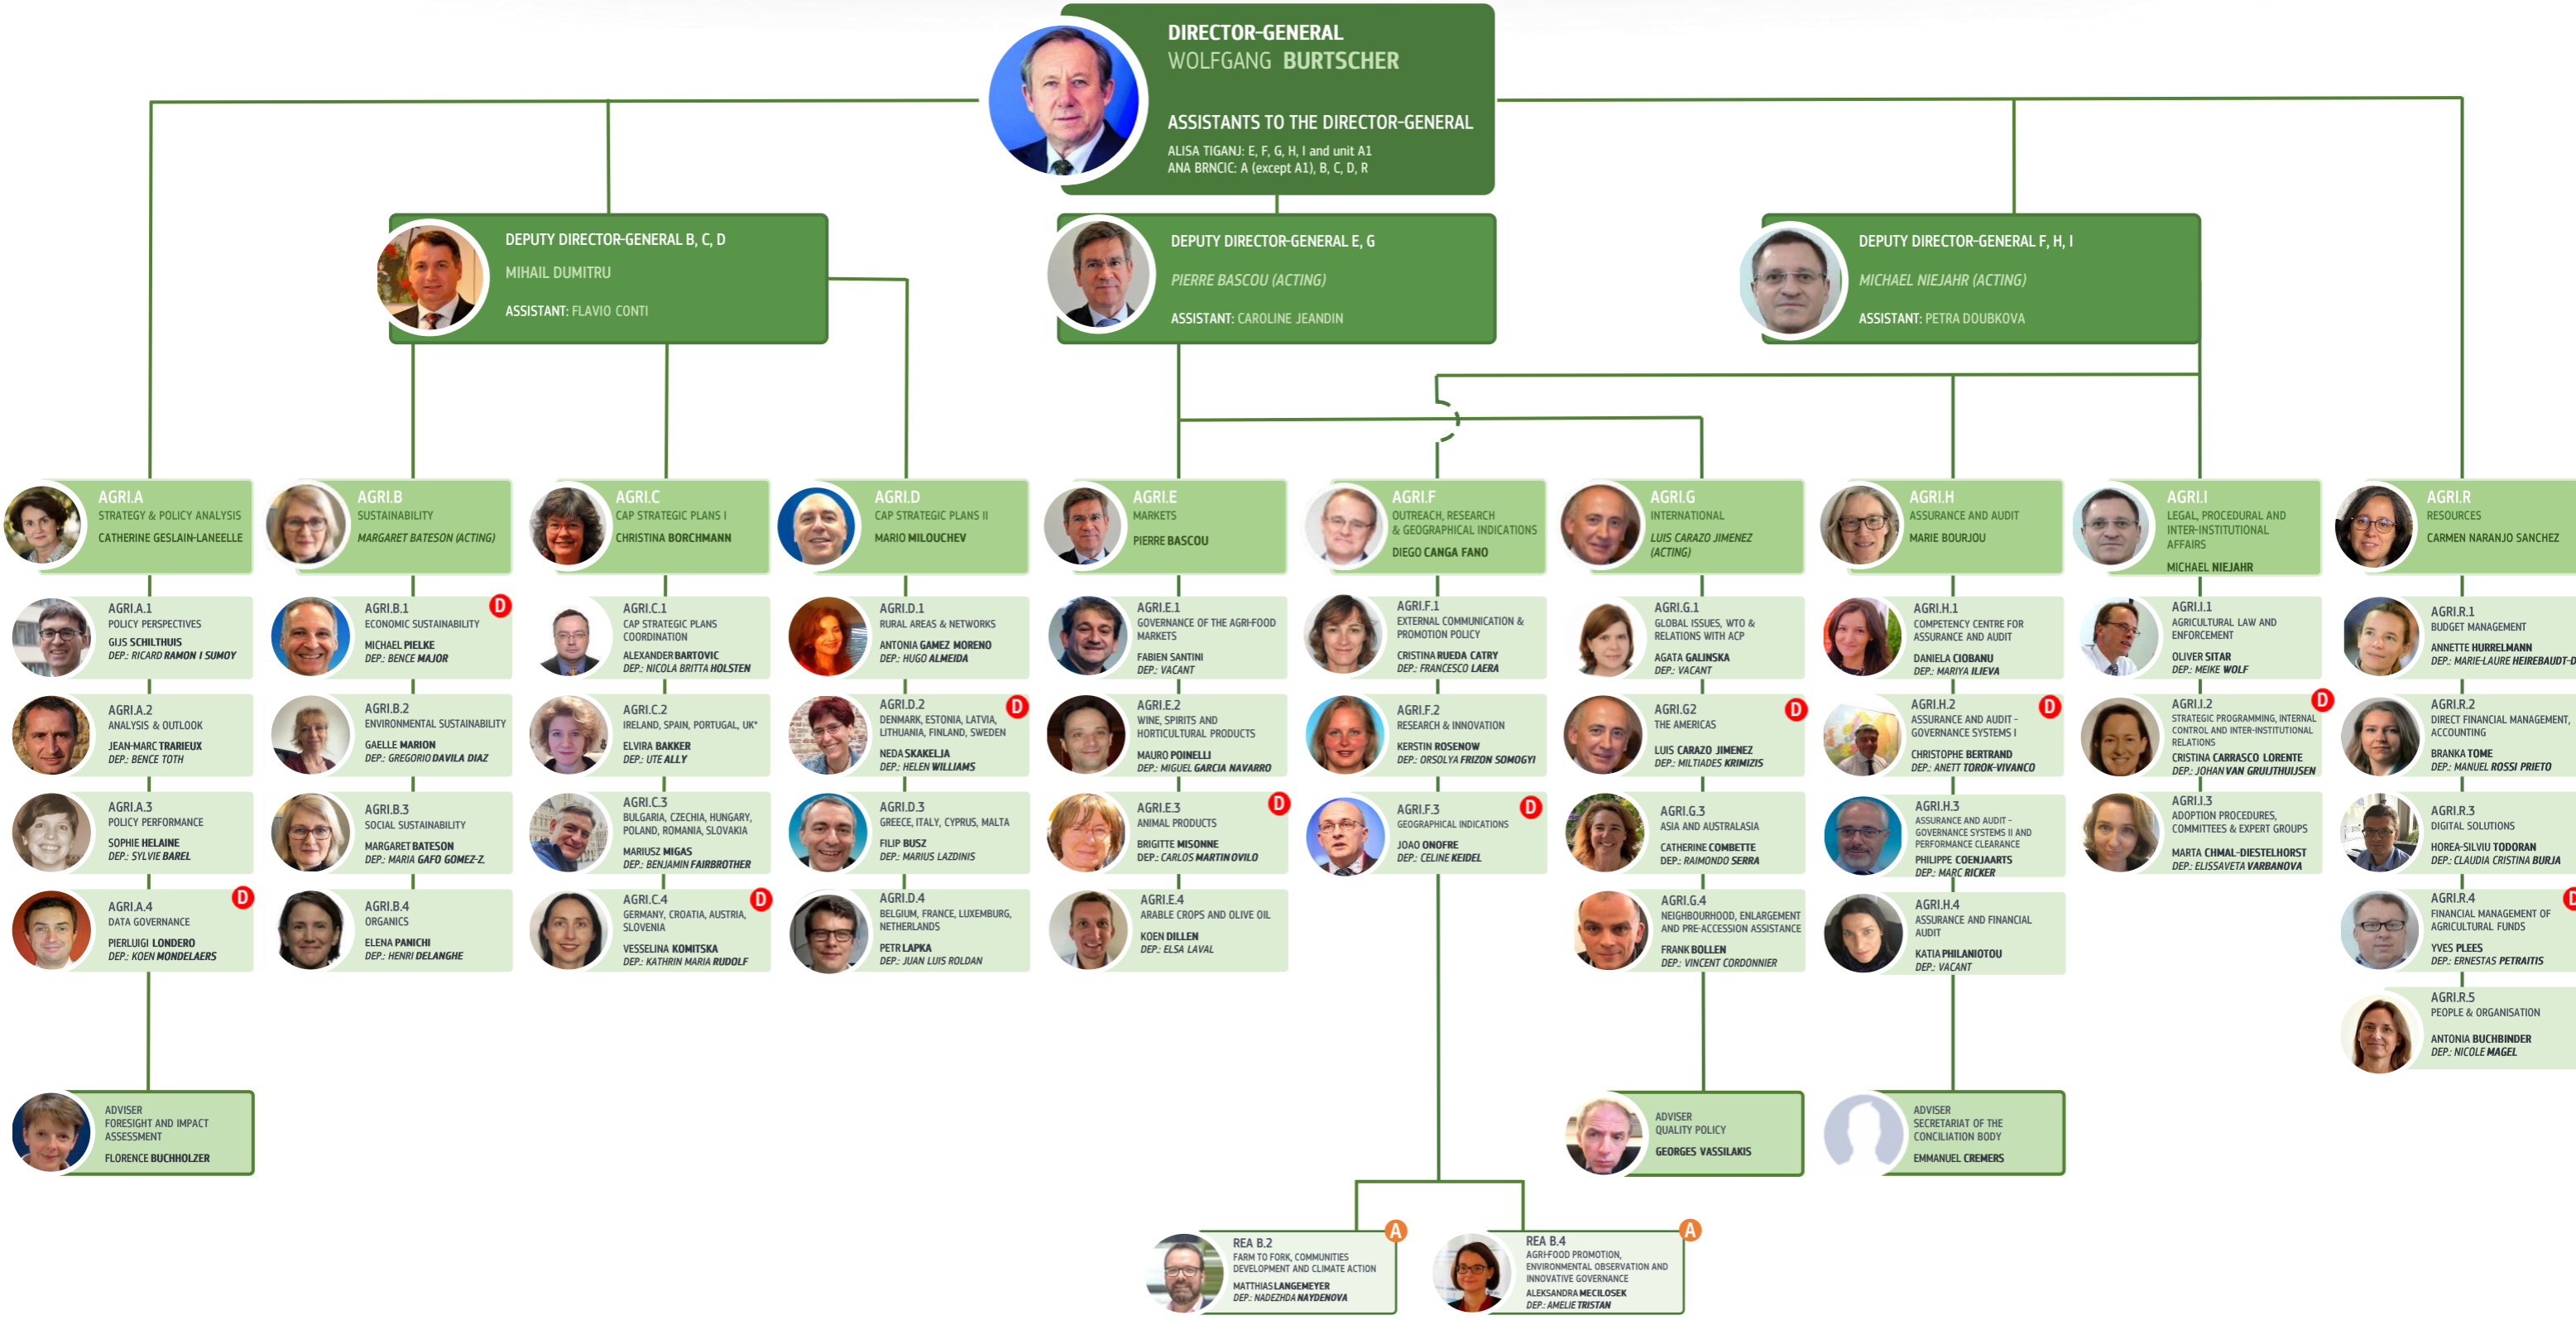 DIRECTOR-GENERAL
WOLFGANG BURTSCHER
ASSISTANTS TO THE DIRECTOR-GENERAL
ALISA TIGANJ: E, F, G, H, I and unit A1
ANA BRNCIC: A (except A1), B, C, D, R
DEPUTY DIRECTOR-GENERAL B, C, D
MIHAIL DUMITRU
ASSISTANT: FLAVIO CONTI
DEPUTY DIRECTOR-GENERAL E, G
PIERRE BASCOU (ACTING)
ASSISTANT: CAROLINE JEANDIN
DEPUTY DIRECTOR-GENERAL F, H, I
MICHAEL NIEJAHR (ACTING)
ASSISTANT: PETRA DOUBKOVA
AGRI.A
STRATEGY & POLICY ANALYSIS
CATHERINE GESLAIN-LANEELLE
AGRI.A.1
POLICY PERSPECTIVES
GIJS SCHILTHUIS
DEP.: RICARD RAMON I SUMOY
AGRI.A.2
ANALYSIS & OUTLOOK
JEAN-MARC TRARIEUX
DEP.: BENCE TOTH
AGRI.A.3
POLICY PERFORMANCE
SOPHIE HELAINE
DEP.: SYLVIE BAREL
D
AGRI.A.4
DATA GOVERNANCE
PIERLUIGI LONDERO
DEP.: KOEN MONDELAERS
ADVISER
FORESIGHT AND IMPACT
ASSESSMENT
FLORENCE BUCHHOLZER
AGRI.B
SUSTAINABILITY
MARGARET BATESON (ACTING)
D
AGRI.B.1
ECONOMIC SUSTAINABILITY
MICHAEL PIELKE
DEP.: BENCE MAJOR
AGRI.B.2
ENVIRONMENTAL SUSTAINABILITY
GAELLE MARION
DEP.: GREGORIO DAVILA DIAZ
AGRI.B.3
SOCIAL SUSTAINABILITY
MARGARET BATESON
DEP.: MARIA GAFO GOMEZ-Z.
AGRI.B.4
ORGANICS
ELENA PANICHI
DEP.: HENRI DELANGHE
AGRI.C
CAP STRATEGIC PLANS I
CHRISTINA BORCHMANN
AGRI.C.1
CAP STRATEGIC PLANS
COORDINATION
ALEXANDER BARTOVIC
DEP.: NICOLA BRITTA HOLSTEN
AGRI.C.2
IRELAND, SPAIN, PORTUGAL, UK*
ELVIRA BAKKER
DEP.: UTE ALLY
AGRI.C.3
BULGARIA, CZECHIA, HUNGARY,
POLAND, ROMANIA, SLOVAKIA
MARIUSZ MIGAS
DEP.: BENJAMIN FAIRBROTHER
D
AGRI.C.4
GERMANY, CROATIA, AUSTRIA,
SLOVENIA
VESSELINA KOMITSKA
DEP.: KATHRIN MARIA RUDOLF
AGRI.D
CAP STRATEGIC PLANS II
MARIO MILOUCHEV
AGRI.D.1
RURAL AREAS & NETWORKS
ANTONIA GAMEZ MORENO
DEP.: HUGO ALMEIDA
D
AGRI.D.2
DENMARK, ESTONIA, LATVIA,
LITHUANIA, FINLAND, SWEDEN
NEDA SKAKELJA
DEP.: HELEN WILLIAMS
AGRI.D.3
GREECE, ITALY, CYPRUS, MALTA
FILIP BUSZ
DEP.: MARIUS LAZDINIS
AGRI.D.4
BELGIUM, FRANCE, LUXEMBURG,
NETHERLANDS
PETR LAPKA
DEP.: JUAN LUIS ROLDAN
AGRI.E
MARKETS
PIERRE BASCOU
AGRI.E.1
GOVERNANCE OF THE AGRI-FOOD
MARKETS
FABIEN SANTINI
DEP.: VACANT
AGRI.E.2
WINE, SPIRITS AND
HORTICULTURAL PRODUCTS
MAURO POINELLI
DEP.: MIGUEL GARCIA NAVARRO
D
AGRI.E.3
ANIMAL PRODUCTS
BRIGITTE MISONNE
DEP.: CARLOS MARTIN OVILO
AGRI.E.4
ARABLE CROPS AND OLIVE OIL
KOEN DILLEN
DEP.: ELSA LAVAL
AGRI.F
OUTREACH, RESEARCH
& GEOGRAPHICAL INDICATIONS
DIEGO CANGA FANO
AGRI.F.1
EXTERNAL COMMUNICATION &
PROMOTION POLICY
CRISTINA RUEDA CATRY
DEP.: FRANCESCO LAERA
AGRI.F.2
RESEARCH & INNOVATION
KERSTIN ROSENOW
DEP.: ORSOLYA FRIZON SOMOGYI
D
AGRI.F.3
GEOGRAPHICAL INDICATIONS
JOAO ONOFRE
DEP.: CELINE KEIDEL
A
REA B.2
FARM TO FORK, COMMUNITIES
DEVELOPMENT AND CLIMATE ACTION
MATTHIAS LANGEMEYER
DEP.: NADEZHDA NAYDENOVA
A
REA B.4
AGRI-FOOD PROMOTION,
ENVIRONMENTAL OBSERVATION AND
INNOVATIVE GOVERNANCE
ALEKSANDRA MECILOSEK
DEP.: AMELIE TRISTAN
AGRI.G
INTERNATIONAL
LUIS CARAZO JIMENEZ
(ACTING)
AGRI.G.1
GLOBAL ISSUES, WTO &
RELATIONS WITH ACP
AGATA GALINSKA
DEP.: VACANT
D
AGRI.G2
THE AMERICAS
LUIS CARAZO JIMENEZ
DEP.: MILTIADES KRIMIZIS
AGRI.G.3
ASIA AND AUSTRALASIA
CATHERINE COMBETTE
DEP.: RAIMONDO SERRA
AGRI.G.4
NEIGHBOURHOOD, ENLARGEMENT
AND PRE-ACCESSION ASSISTANCE
FRANK BOLLEN
DEP.: VINCENT CORDONNIER
ADVISER
QUALITY POLICY
GEORGES VASSILAKIS
AGRI.H
ASSURANCE AND AUDIT
MARIE BOURJOU
AGRI.H.1
COMPETENCY CENTRE FOR
ASSURANCE AND AUDIT
DANIELA CIOBANU
DEP.: MARIYA ILIEVA
D
AGRI.H.2
ASSURANCE AND AUDIT -
GOVERNANCE SYSTEMS I
CHRISTOPHE BERTRAND
DEP.: ANETT TOROK-VIVANCO
AGRI.H.3
ASSURANCE AND AUDIT -
GOVERNANCE SYSTEMS II AND
PERFORMANCE CLEARANCE
PHILIPPE COENJAARTS
DEP.: MARC RICKER
AGRI.H.4
ASSURANCE AND FINANCIAL
AUDIT
KATIA PHILANIOTOU
DEP.: VACANT
ADVISER
SECRETARIAT OF THE
CONCILIATION BODY
EMMANUEL CREMERS
AGRI.I
LEGAL, PROCEDURAL AND
INTER-INSTITUTIONAL
AFFAIRS
MICHAEL NIEJAHR
AGRI.I.1
AGRICULTURAL LAW AND
ENFORCEMENT
OLIVER SITAR
DEP.: MEIKE WOLF
D
AGRI.I.2
STRATEGIC PROGRAMMING, INTERNAL
CONTROL AND INTER-INSTITUTIONAL
RELATIONS
CRISTINA CARRASCO LORENTE
DEP.: JOHAN VAN GRUIJTHUIJSEN
AGRI.I.3
ADOPTION PROCEDURES,
COMMITTEES & EXPERT GROUPS
MARTA CHMAL-DIESTELHORST
DEP.: ELISSAVETA VARBANOVA
AGRI.R
RESOURCES
CARMEN NARANJO SANCHEZ
AGRI.R.1
BUDGET MANAGEMENT
ANNETTE HURRELMANN
DEP.: MARIE-LAURE HEIREBAUDT-D
AGRI.R.2
DIRECT FINANCIAL MANAGEMENT,
ACCOUNTING
BRANKA TOME
DEP.: MANUEL ROSSI PRIETO
AGRI.R.3
DIGITAL SOLUTIONS
HOREA-SILVIU TODORAN
DEP.: CLAUDIA CRISTINA BURJA
D
AGRI.R.4
FINANCIAL MANAGEMENT OF
AGRICULTURAL FUNDS
YVES PLEES
DEP.: ERNESTAS PETRAITIS
AGRI.R.5
PEOPLE & ORGANISATION
ANTONIA BUCHBINDER
DEP.: NICOLE MAGEL